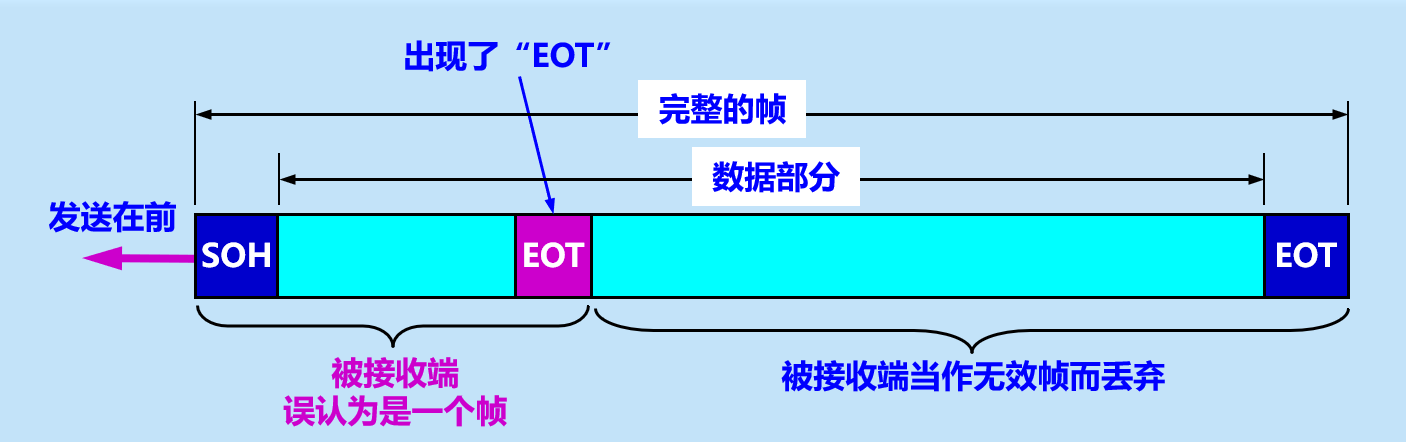 出现了“EOT”
完整的帧
数据部分
发送在前
SOH
EOT
EOT
被接收端
误认为是一个帧
被接收端当作无效帧而丢弃